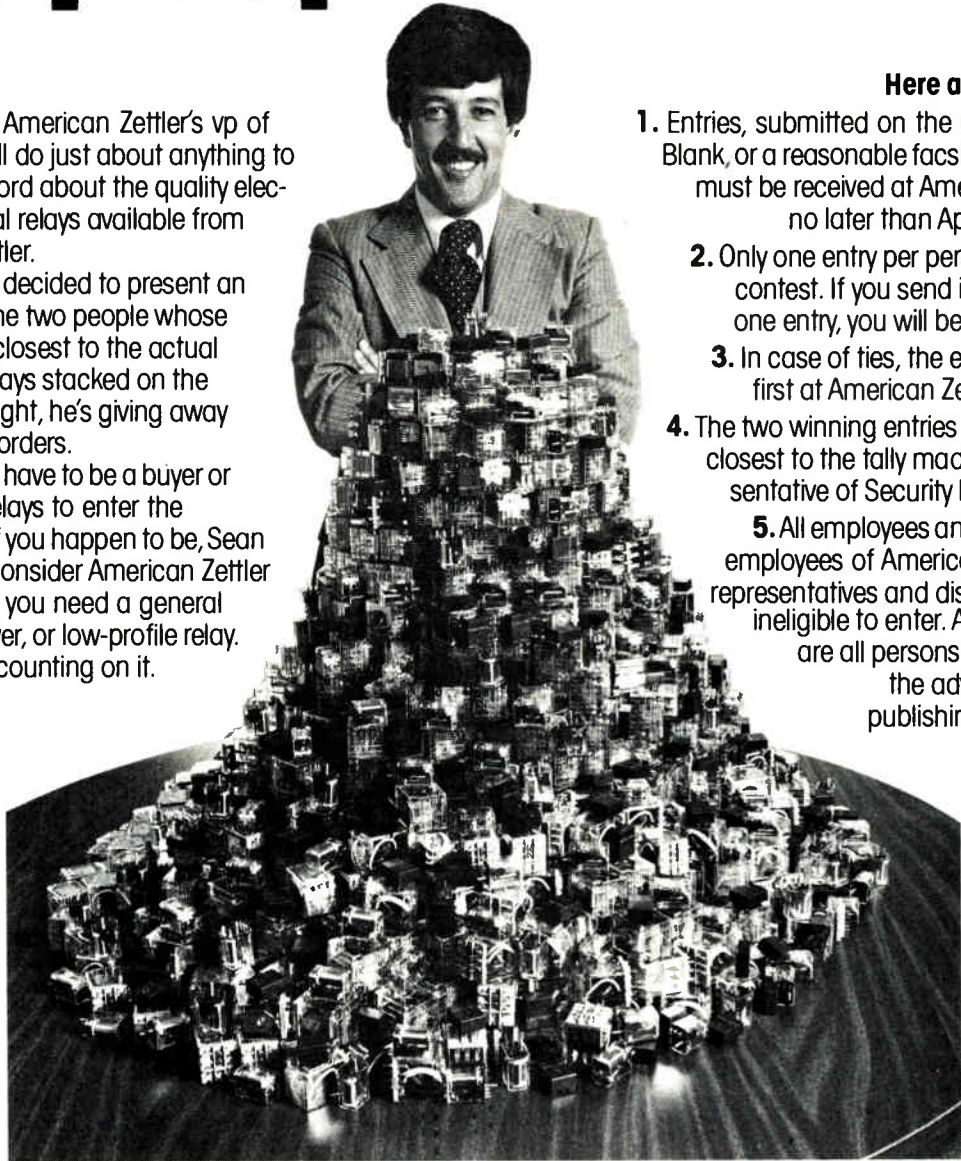 American Zettler's vp of
ll do just about anything to
ord about the quality elec-
al relays available from
tler.
decided to present an
ne two people whose
closest to the actual
ays stacked on the
ght, he's giving away
orders.
have to be a buyer or
elays to enter the
f you happen to be, Sean
onsider American Zettler
you need a general
er, or low-profile relay.
counting on it.
Here a
1. Entries, submitted on the
Blank, or a reasonable facs
must be received at Ame
no later than Ap
2. Only one entry per per
contest. If you send i
one entry, you will be
3. In case of ties, the e
first at American Ze
4. The two winning entries
closest to the tally mac
sentative of Security
5. All employees an
employees of Americ
representatives and dis
ineligible to enter. A
are all persons
the ad
publishin